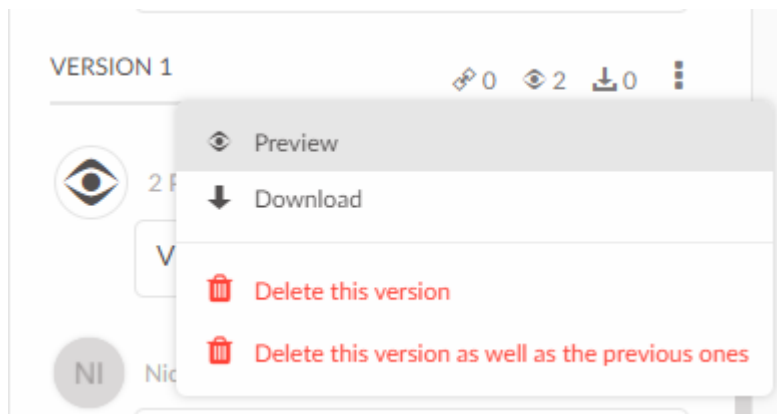 VERSION 1
0 2 0
Preview
2
Download
V
Delete this version
Delete this version as well as the previous ones
NI